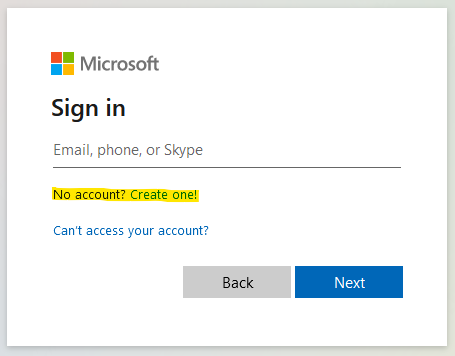 Microsoft
Sign in
Email, phone, or Skype
No account? Create one!
Can't access your account?
Back
Next